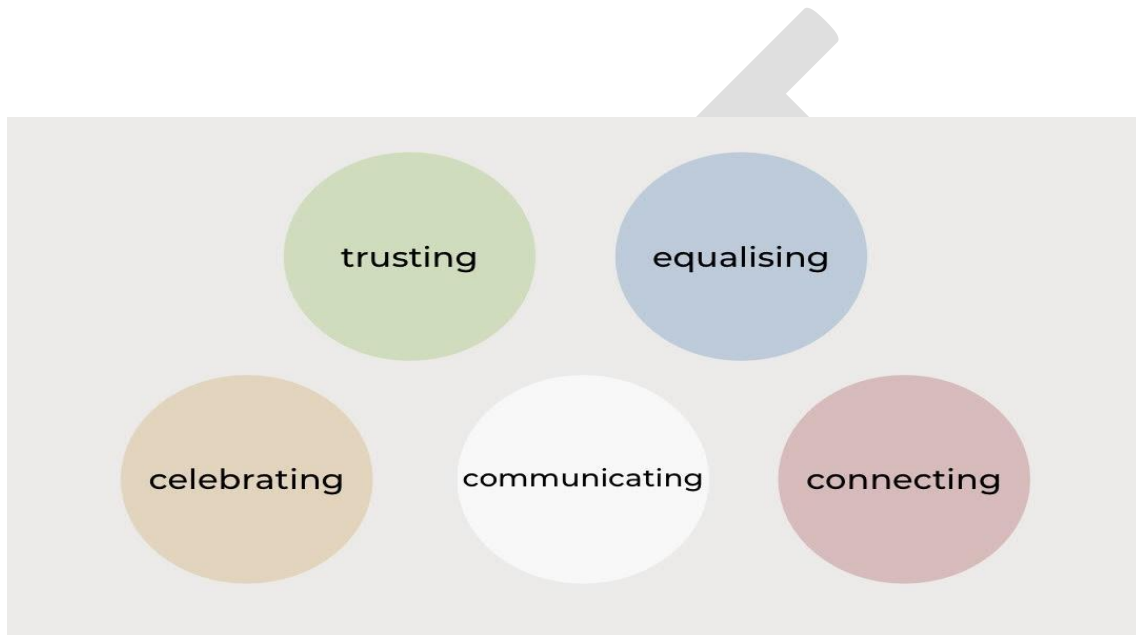 trusting
equalising
celebrating
communicating
connecting